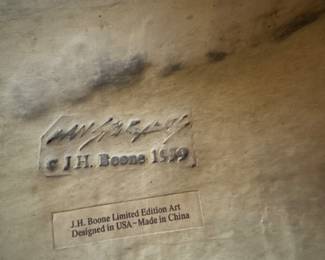 © J.H. Boone 1999
J.H. Boone Limited Edition Art
Designed in USA~Made in China